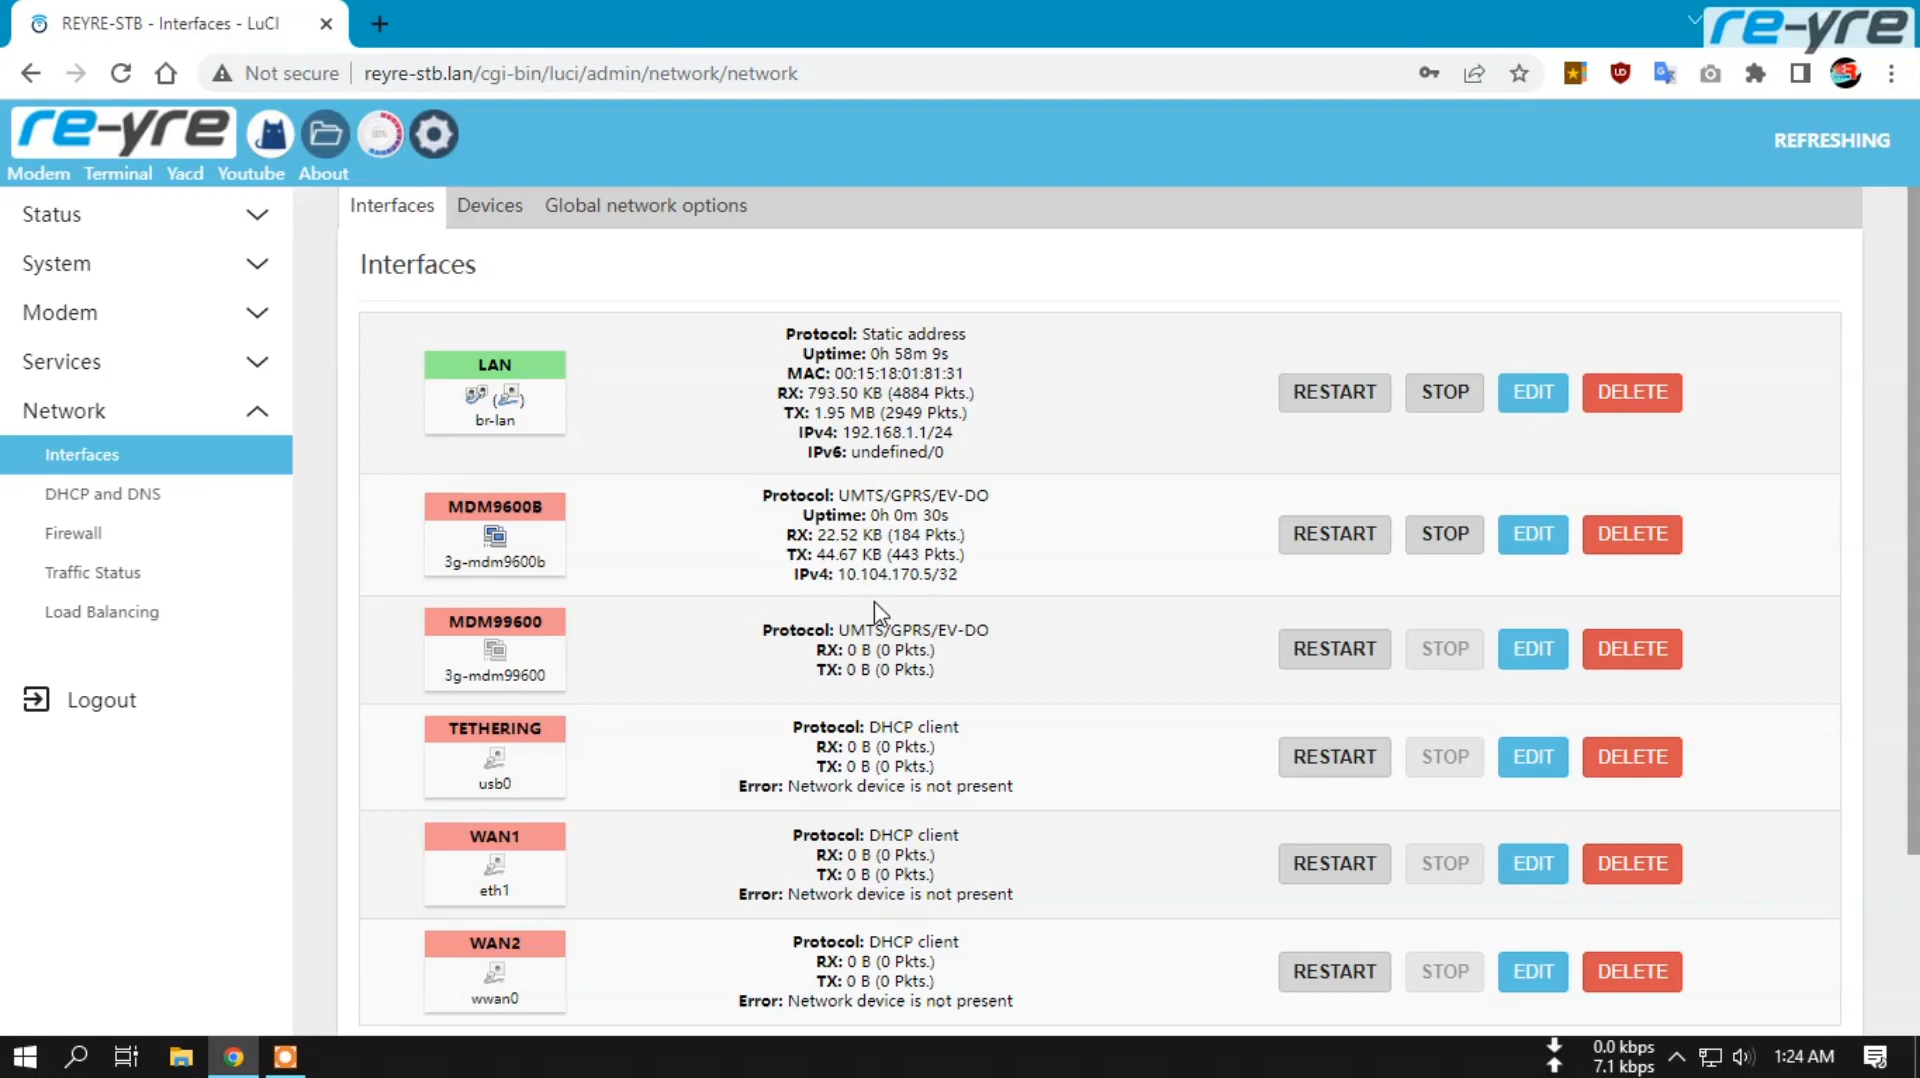 REYRE-STB - Interfaces - LuCI
re-yre
Not secure
reyre-stb.lan/cgi-bin/luci/admin/network/network
re-yre
REFRESHING
Modem Terminal Yacd Youtube About
Status
System
Modem
Services
Network
Interfaces
DHCP and DNS
Firewall
Traffic Status
Load Balancing
Logout
Interfaces Devices Global network options
Interfaces
LAN
br-lan
Protocol: Static address
Uptime: 0h 58m 9s
MAC: 00:15:18:01:81:31
RX: 793.50 KB (4884 Pkts.)
TX: 1.95 MB (2949 Pkts.)
IPv4: 192.168.1.1/24
IPv6: undefined/0
RESTART STOP EDIT DELETE
MDM9600B
3g-mdm9600b
Protocol: UMTS/GPRS/EV-DO
Uptime: 0h 0m 30s
RX: 22.52 KB (184 Pkts.)
TX: 44.67 KB (443 Pkts.)
IPv4: 10.104.170.5/32
RESTART STOP EDIT DELETE
MDM99600
3g-mdm99600
Protocol: UMTS/GPRS/EV-DO
RX: 0 B (0 Pkts.)
TX: 0 B (0 Pkts.)
RESTART STOP EDIT DELETE
TETHERING
usb0
Protocol: DHCP client
RX: 0 B (0 Pkts.)
TX: 0 B (0 Pkts.)
Error: Network device is not present
RESTART STOP EDIT DELETE
WAN1
eth1
Protocol: DHCP client
RX: 0 B (0 Pkts.)
TX: 0 B (0 Pkts.)
Error: Network device is not present
RESTART STOP EDIT DELETE
WAN2
wwan0
Protocol: DHCP client
RX: 0 B (0 Pkts.)
TX: 0 B (0 Pkts.)
Error: Network device is not present
RESTART STOP EDIT DELETE
0.0 kbps
7.1 kbps
1:24 AM